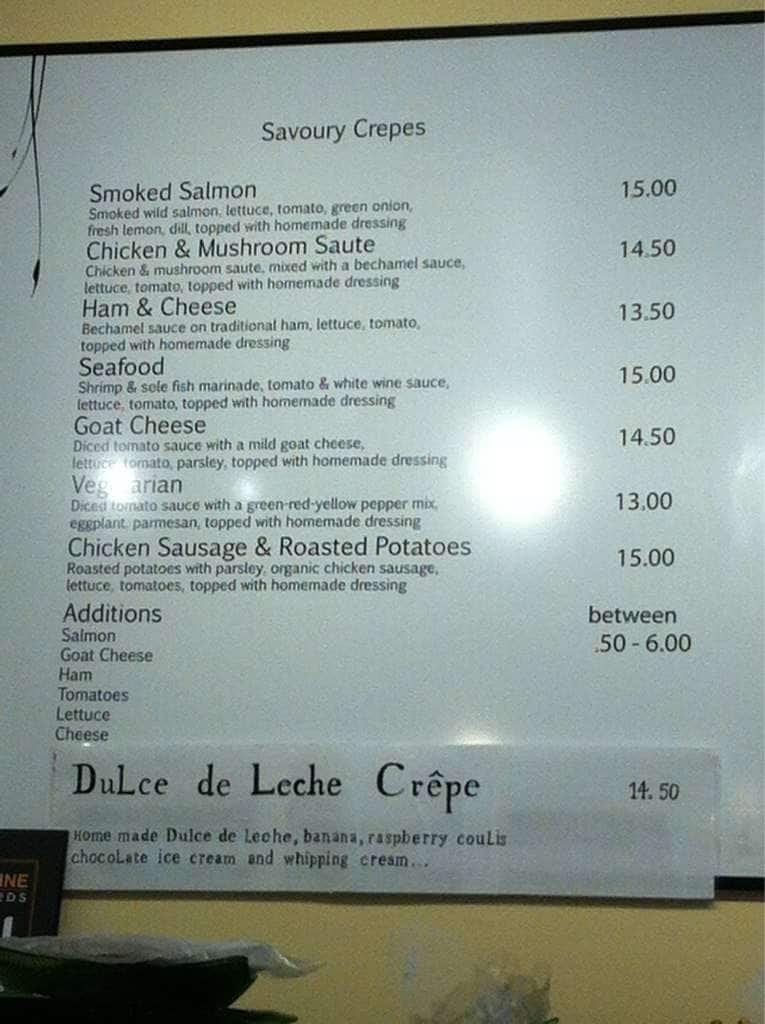 Savoury Crepes
Smoked Salmon 15.00
Smoked wild salmon, lettuce, tomato, green onion,
fresh lemon, dill, topped with homemade dressing
Chicken & Mushroom Saute 14.50
Chicken & mushroom saute, mixed with a bechamel sauce,
lettuce, tomato, topped with homemade dressing
Ham & Cheese 13.50
Bechamel sauce on traditional ham, lettuce, tomato,
topped with homemade dressing
Seafood 15.00
Shrimp & sole fish marinade, tomato & white wine sauce,
lettuce, tomato, topped with homemade dressing
Goat Cheese 14.50
Diced tomato sauce with a mild goat cheese,
lettuce, tomato, parsley, topped with homemade dressing
Vegetarian 13.00
Diced tomato sauce with a green-red-yellow pepper mix,
eggplant, parmesan, topped with homemade dressing
Chicken Sausage & Roasted Potatoes 15.00
Roasted potatoes with parsley, organic chicken sausage,
lettuce, tomatoes, topped with homemade dressing
Additions between
Salmon .50 - 6.00
Goat Cheese
Ham
Tomatoes
Lettuce
Cheese
DuLce de Leche Crêpe 14.50
Home made Dulce de Leche, banana, raspberry couLis
chocoLate ice cream and whipping cream...
INE
RDS